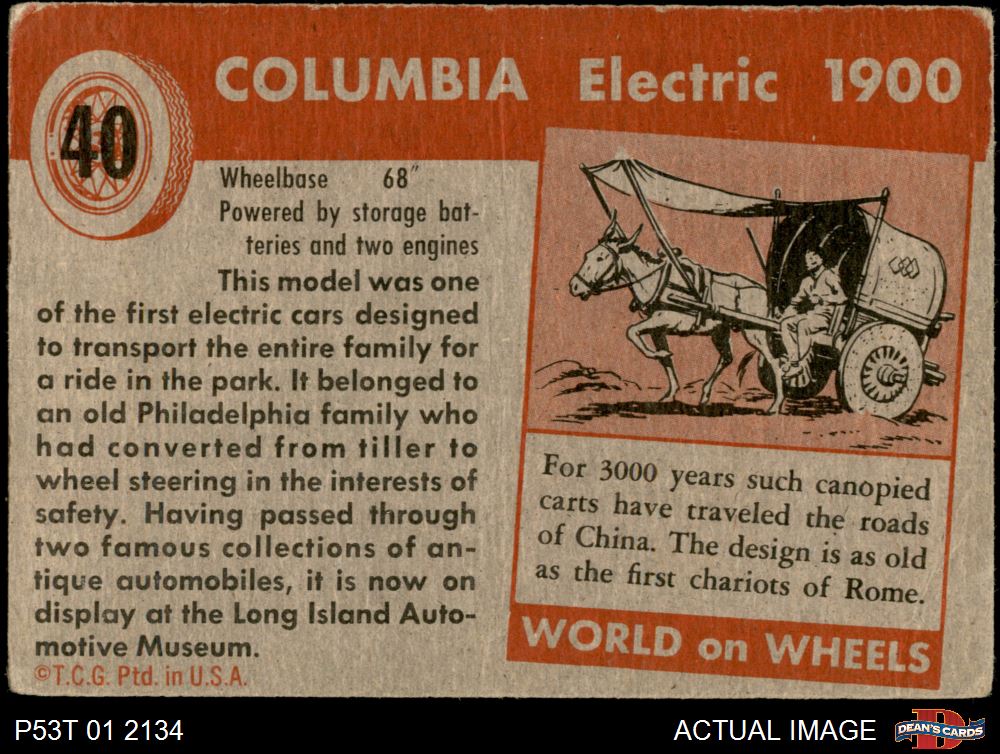 40
COLUMBIA Electric 1900
Wheelbase 68"
Powered by storage bat-
teries and two engines
This model was one
of the first electric cars designed
to transport the entire family for
a ride in the park. It belonged to
an old Philadelphia family who
had converted from tiller to
wheel steering in the interests of
safety. Having passed through
two famous collections of an-
tique automobiles, it is now on
display at the Long Island Auto-
motive Museum.
©T.C.G. Ptd. in U.S.A.
For 3000 years such canopied
carts have traveled the roads
of China. The design is as old
as the first chariots of Rome.
WORLD on WHEELS
P53T 01 2134
ACTUAL IMAGE
DEAN'S CARDS